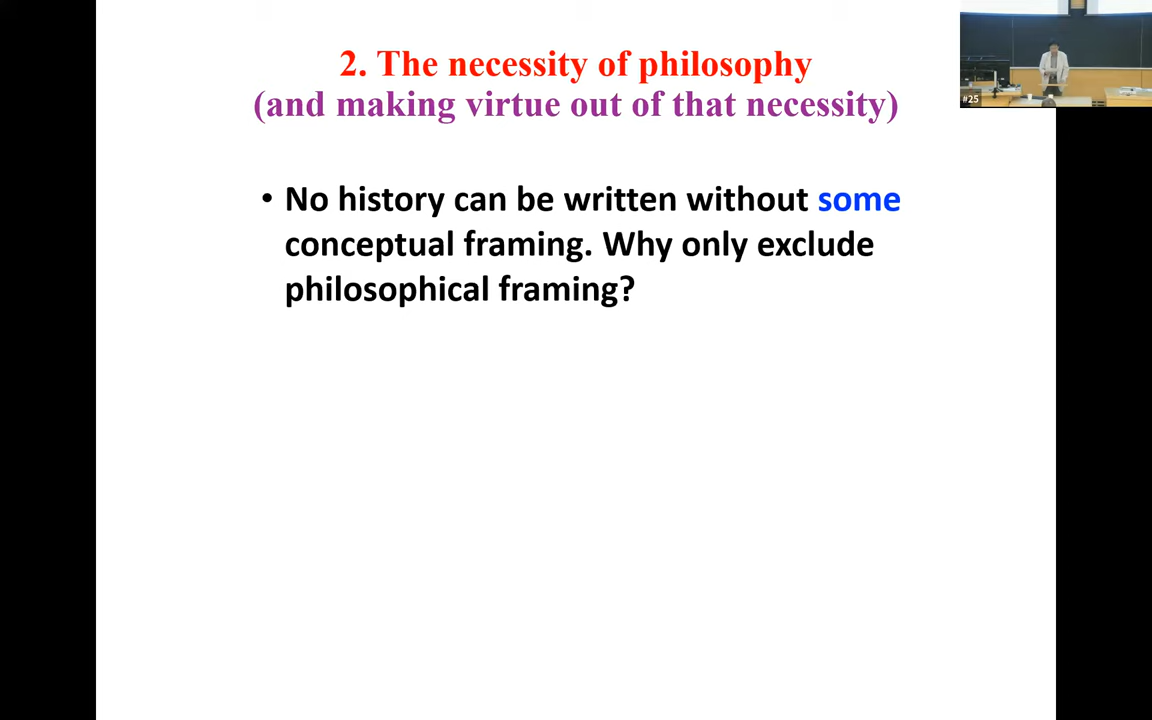 2. The necessity of philosophy
(and making virtue out of that necessity)
• No history can be written without some
conceptual framing. Why only exclude
philosophical framing?
#25